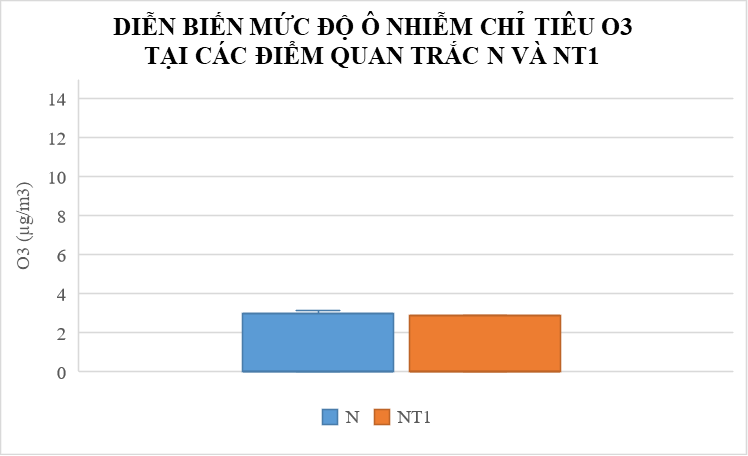 DIỄN BIẾN MỨC ĐỘ Ô NHIỄM CHỈ TIÊU O3
TẠI CÁC ĐIỂM QUAN TRẮC N VÀ NT1
O3 (µg/m3)
14
12
10
8
6
4
2
0
N NT1